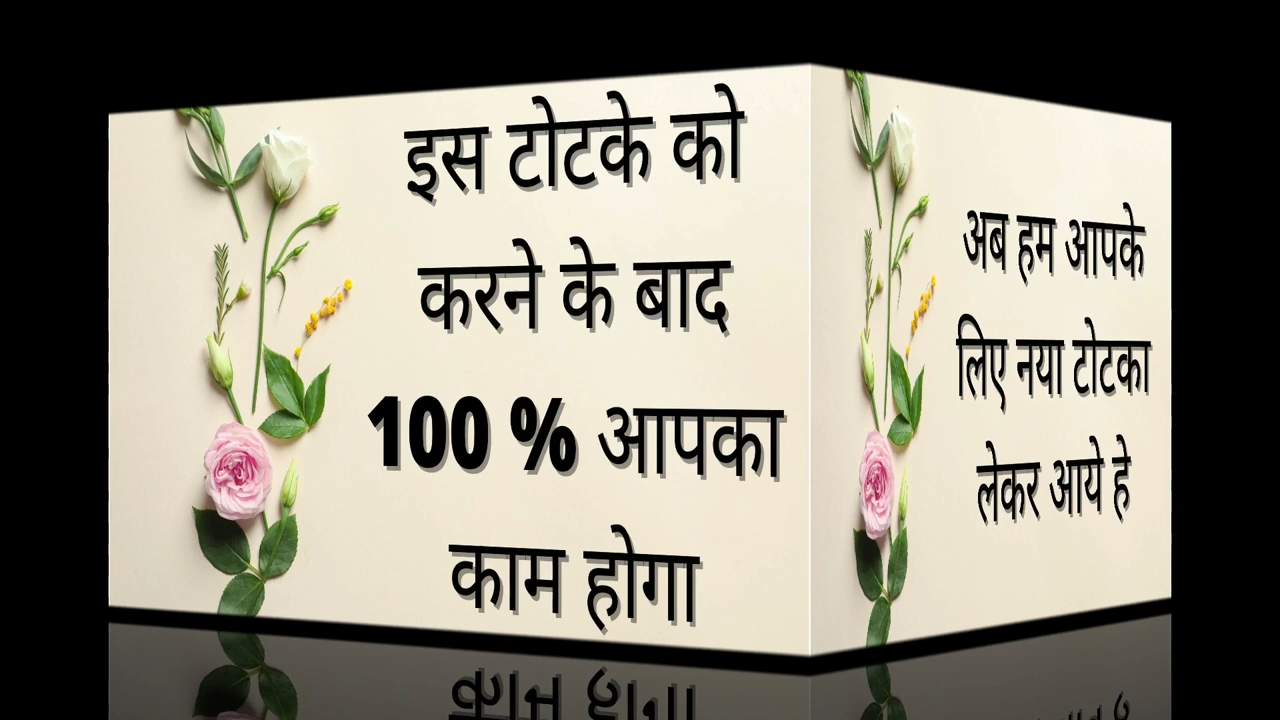 इस टोटके को
करने के बाद
100 % आपका
काम होगा
अब हम आपके
लिए नया टोटका
लेकर आये हे